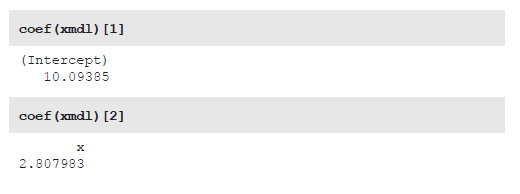 coef(xmdl)[1]
(Intercept)
10.09385
coef(xmdl)[2]
x
2.807983